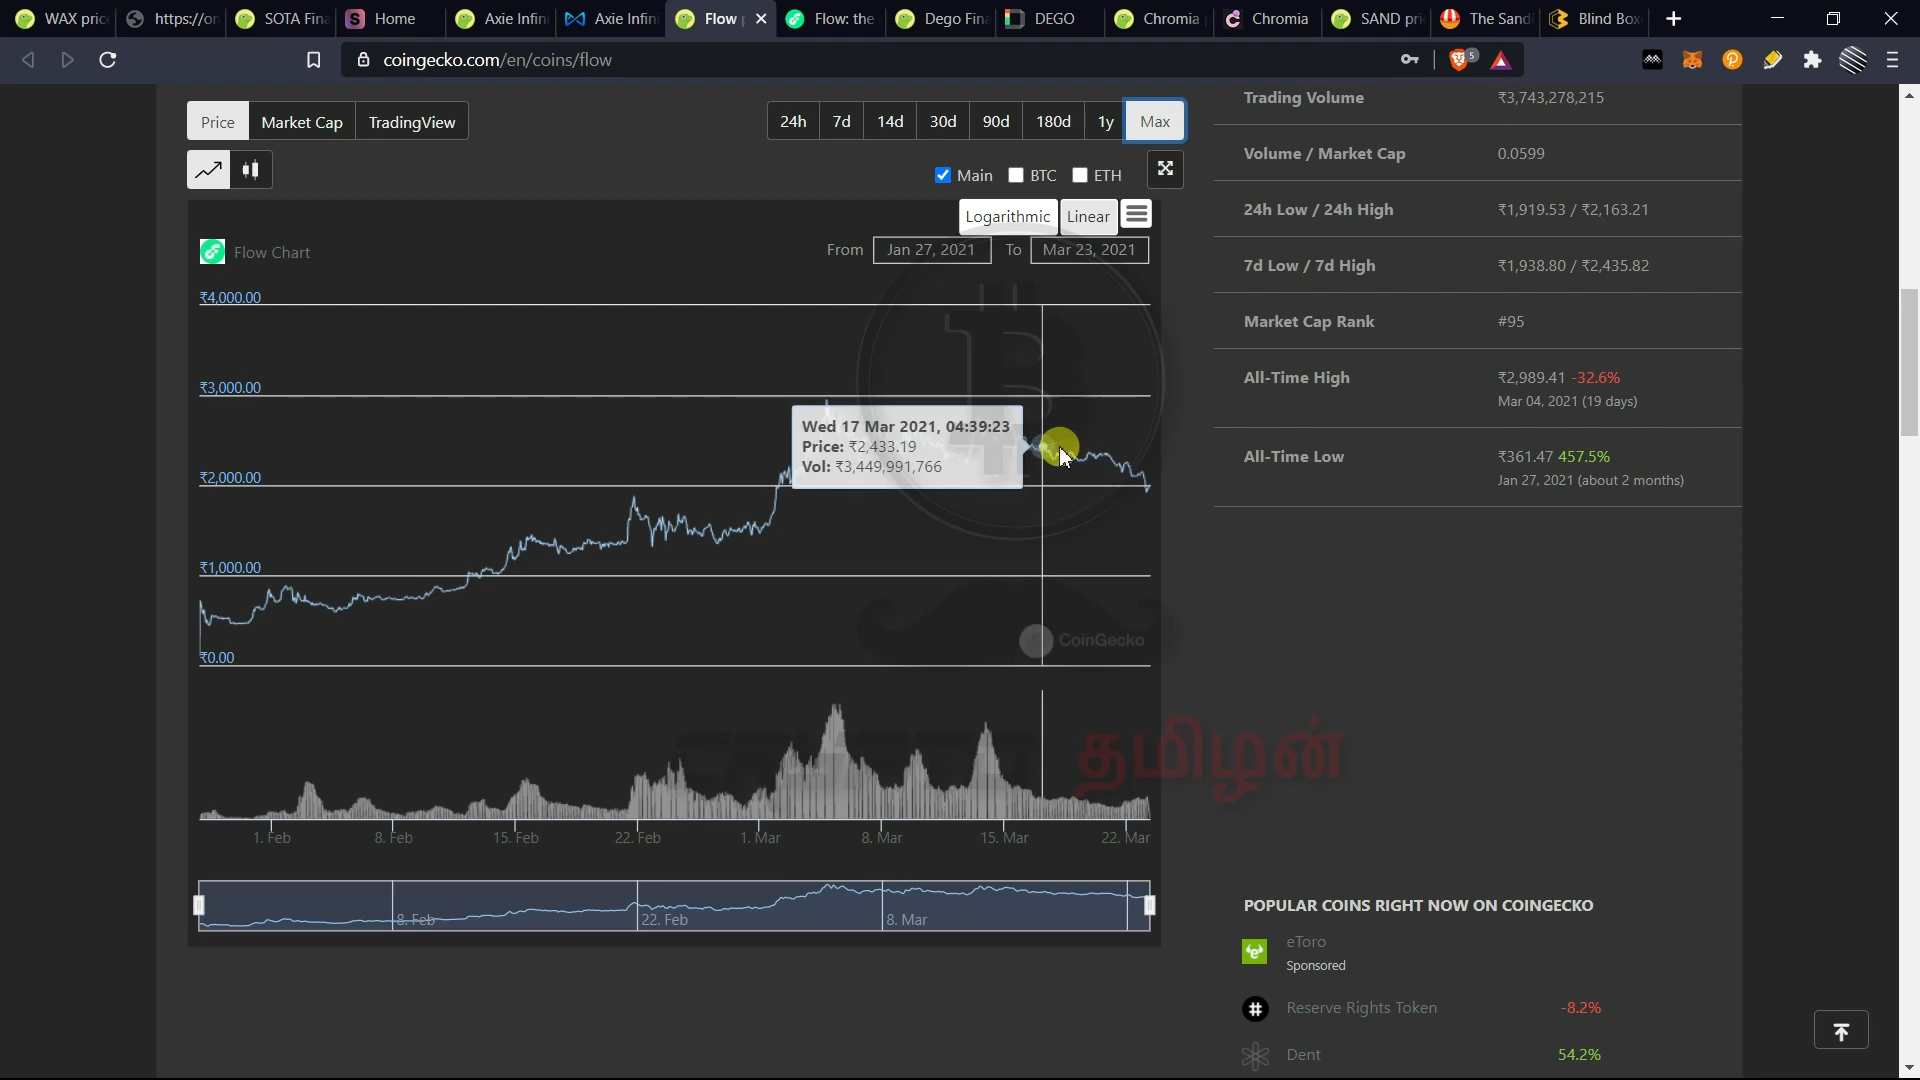 WAX pric
https://on
SOTA Fina
Home
Axie Infini
Axie Infini
Flow
Flow: the
Dego Fina
DEGO
Chromia
Chromia
SAND pri
The Sand
Blind Box
coingecko.com/en/coins/flow
5
Price
Market Cap
TradingView
24h
7d
14d
30d
90d
180d
1y
Max
Main
BTC
ETH
Logarithmic
Linear
Flow Chart
From
Jan 27, 2021
To
Mar 23, 2021
₹4,000.00
₹3,000.00
₹2,000.00
₹1,000.00
₹0.00
Wed 17 Mar 2021, 04:39:23
Price: ₹2,433.19
Vol: ₹3,449,991,766
CoinGecko
தமிழன்
1. Feb
8. Feb
15. Feb
22. Feb
1. Mar
8. Mar
15. Mar
22. Mar
8. Feb
22. Feb
8. Mar
Trading Volume
₹3,743,278,215
Volume / Market Cap
0.0599
24h Low / 24h High
₹1,919.53 / ₹2,163.21
7d Low / 7d High
₹1,938.80 / ₹2,435.82
Market Cap Rank
#95
All-Time High
₹2,989.41 -32.6%
Mar 04, 2021 (19 days)
All-Time Low
₹361.47 457.5%
Jan 27, 2021 (about 2 months)
POPULAR COINS RIGHT NOW ON COINGECKO
eToro
Sponsored
Reserve Rights Token
-8.2%
Dent
54.2%